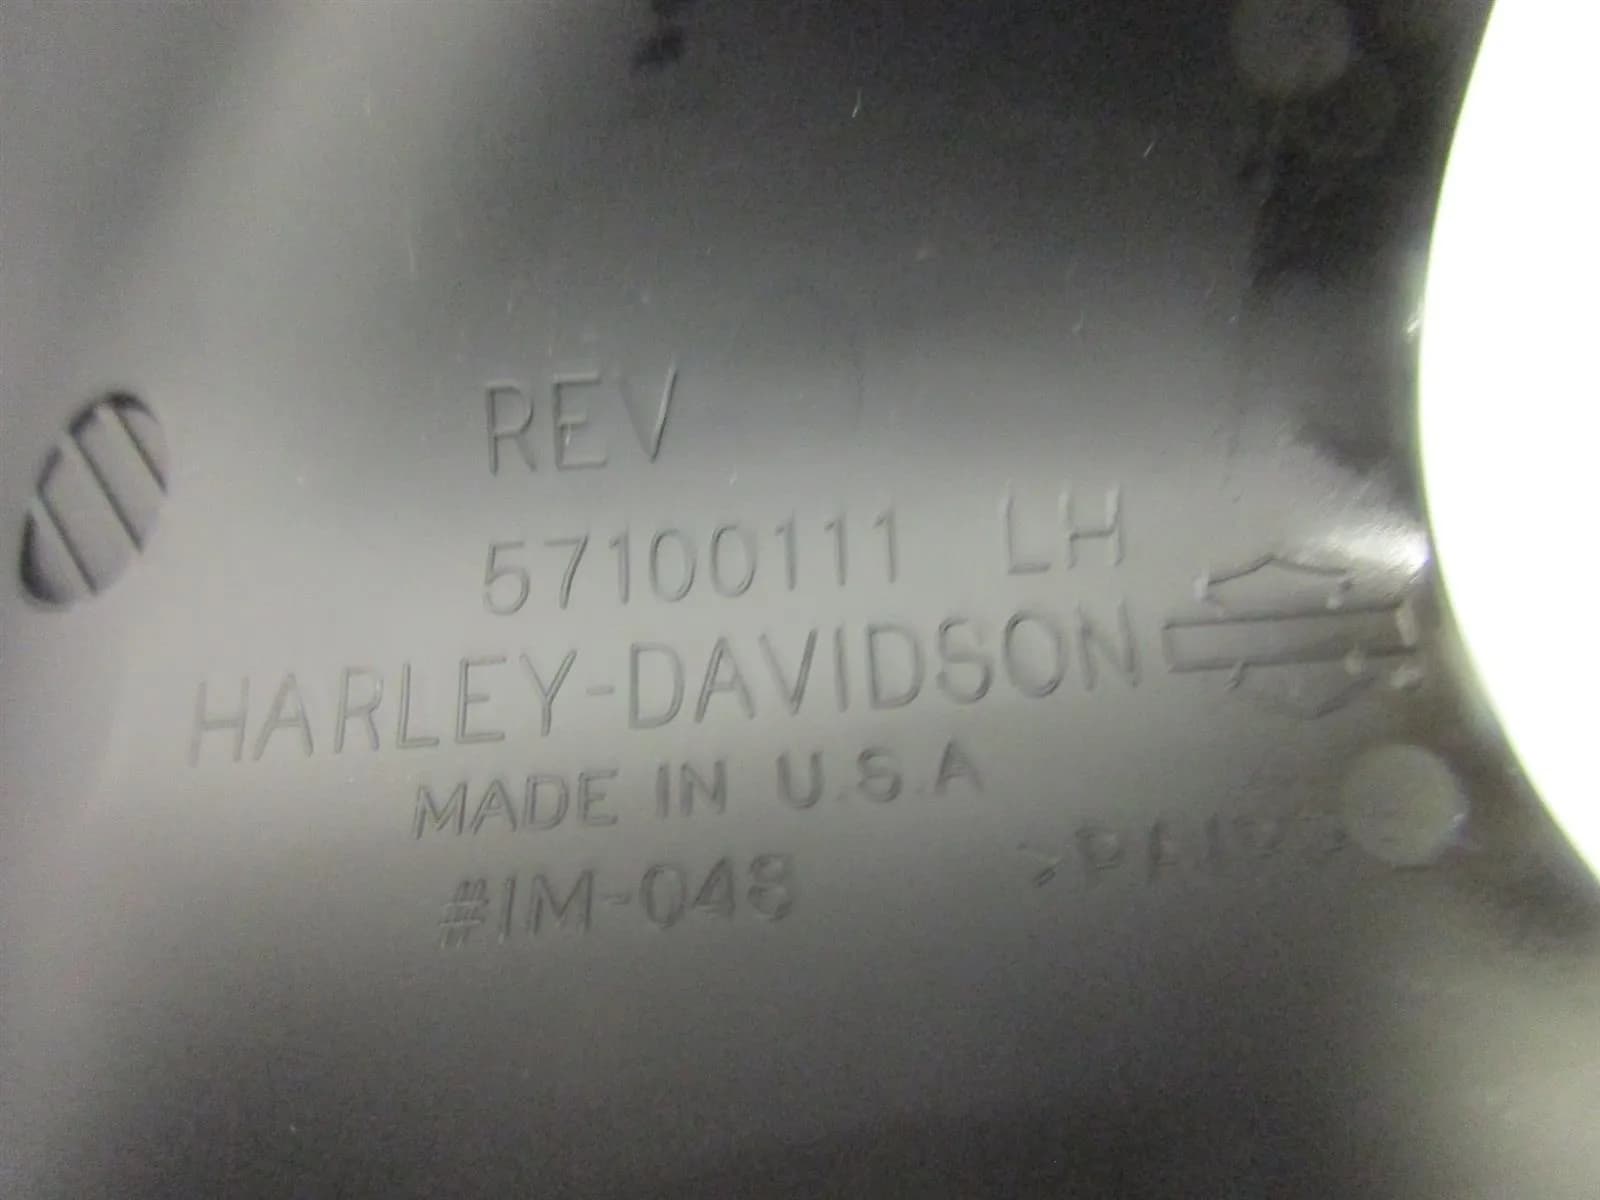 REV
57100111 LH
HARLEY-DAVIDSON
MADE IN U.S.A
#IM-048